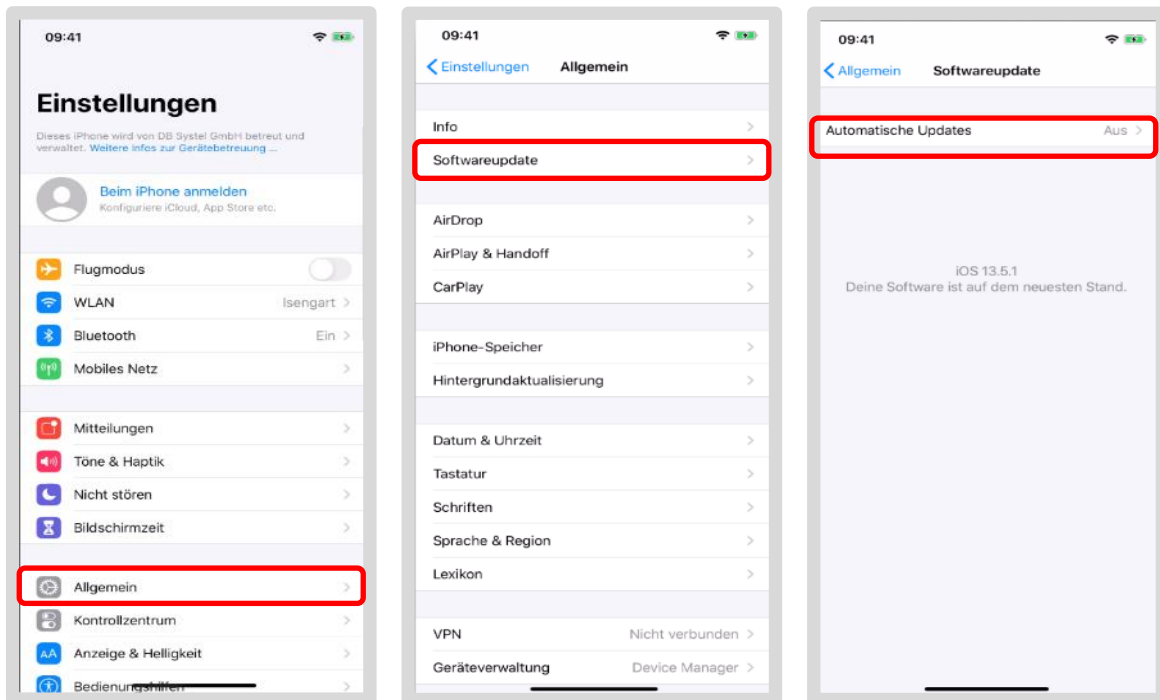 09:41
Einstellungen
Dieses iPhone wird von DB Systel GmbH betreut und
verwaltet. Weitere Infos zur Gerätebetreuung ...
Beim iPhone anmelden
Konfiguriere iCloud, App Store etc.
Flugmodus
WLAN Isengart
Bluetooth Ein
Mobiles Netz
Mitteilungen
Töne & Haptik
Nicht stören
Bildschirmzeit
Allgemein
Kontrollzentrum
AA Anzeige & Helligkeit
Bedienungshilfen
09:41
Einstellungen Allgemein
Info
Softwareupdate
AirDrop
AirPlay & Handoff
CarPlay
iPhone-Speicher
Hintergrundaktualisierung
Datum & Uhrzeit
Tastatur
Schriften
Sprache & Region
Lexikon
VPN Nicht verbunden
Geräteverwaltung Device Manager
09:41
Allgemein Softwareupdate
Automatische Updates Aus
iOS 13.5.1
Deine Software ist auf dem neuesten Stand.